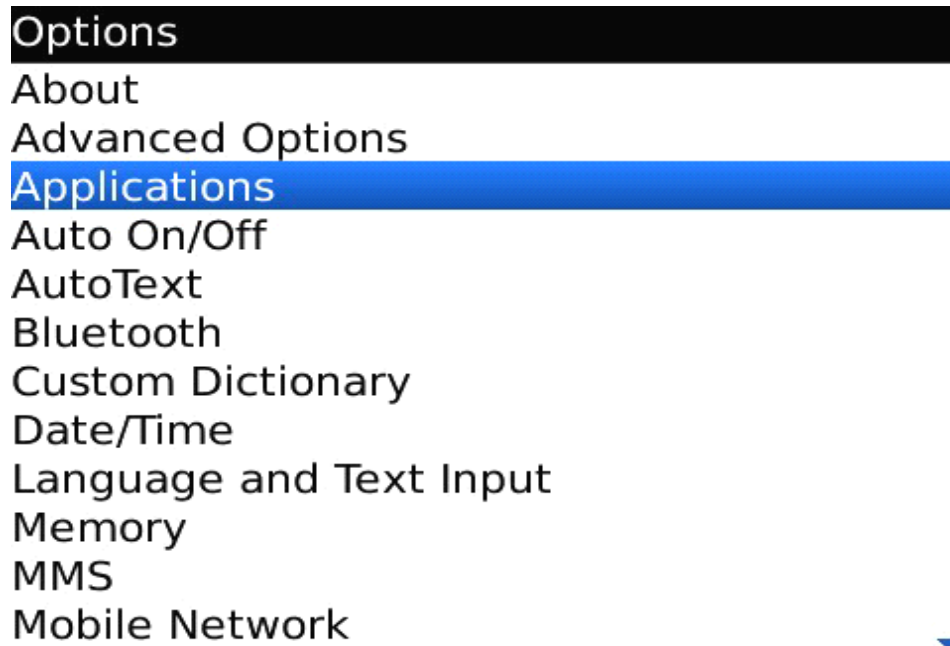 Options
About
Advanced Options
Applications
Auto On/Off
AutoText
Bluetooth
Custom Dictionary
Date/Time
Language and Text Input
Memory
MMS
Mobile Network